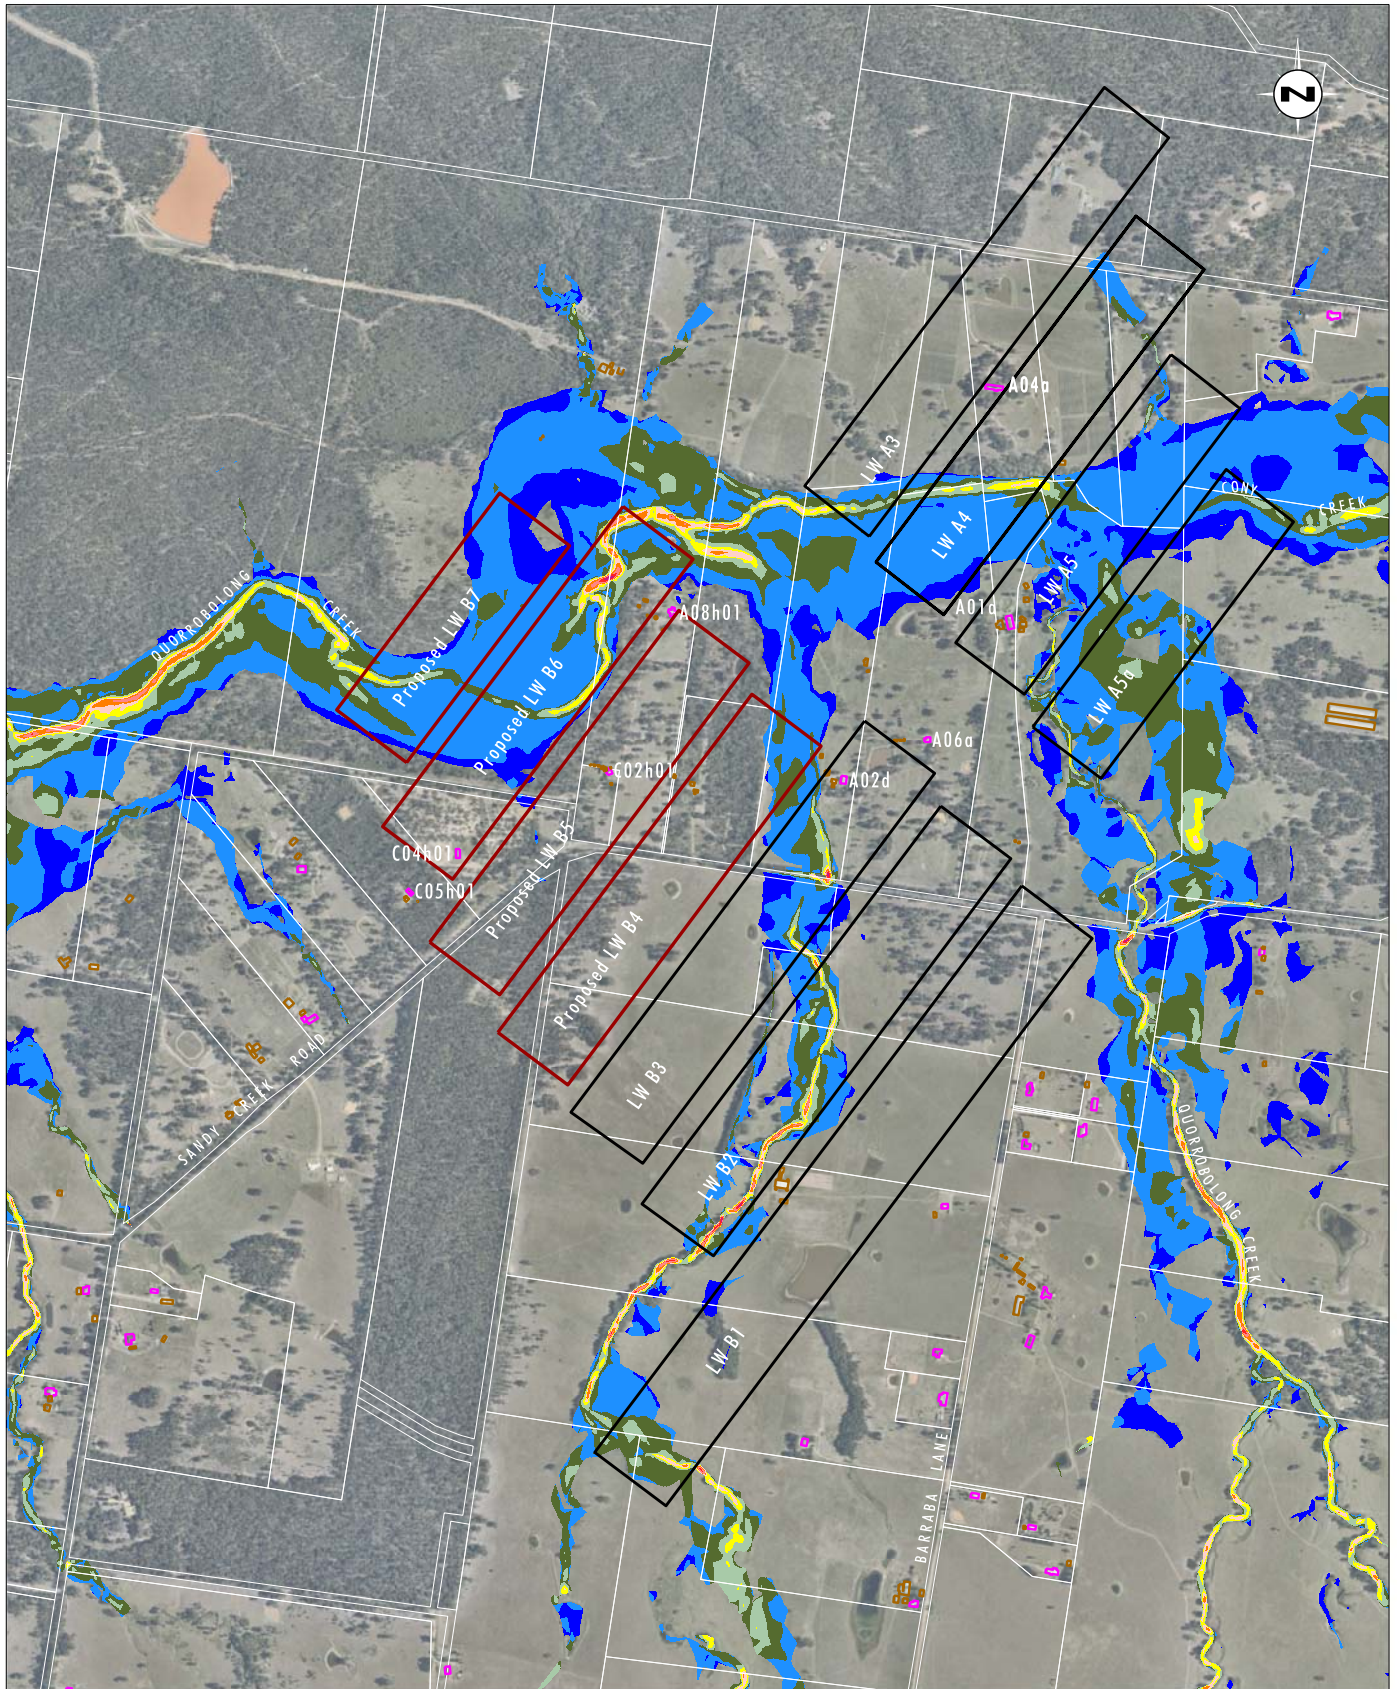 N
A04a
LW A3
CONY
CREEK
LW A4
LW A5
A01d
QUORROBOLONG
CREEK
A08h01
Proposed LW B7
Proposed LW B6
LW A5a
A06a
C02h01
A02d
C04h01
Proposed LW B5
C05h01
Proposed LW B4
SANDY CREEK ROAD
LW B3
LW B2
QUORROBOLONG
CREEK
LW B1
BARRABA LANE